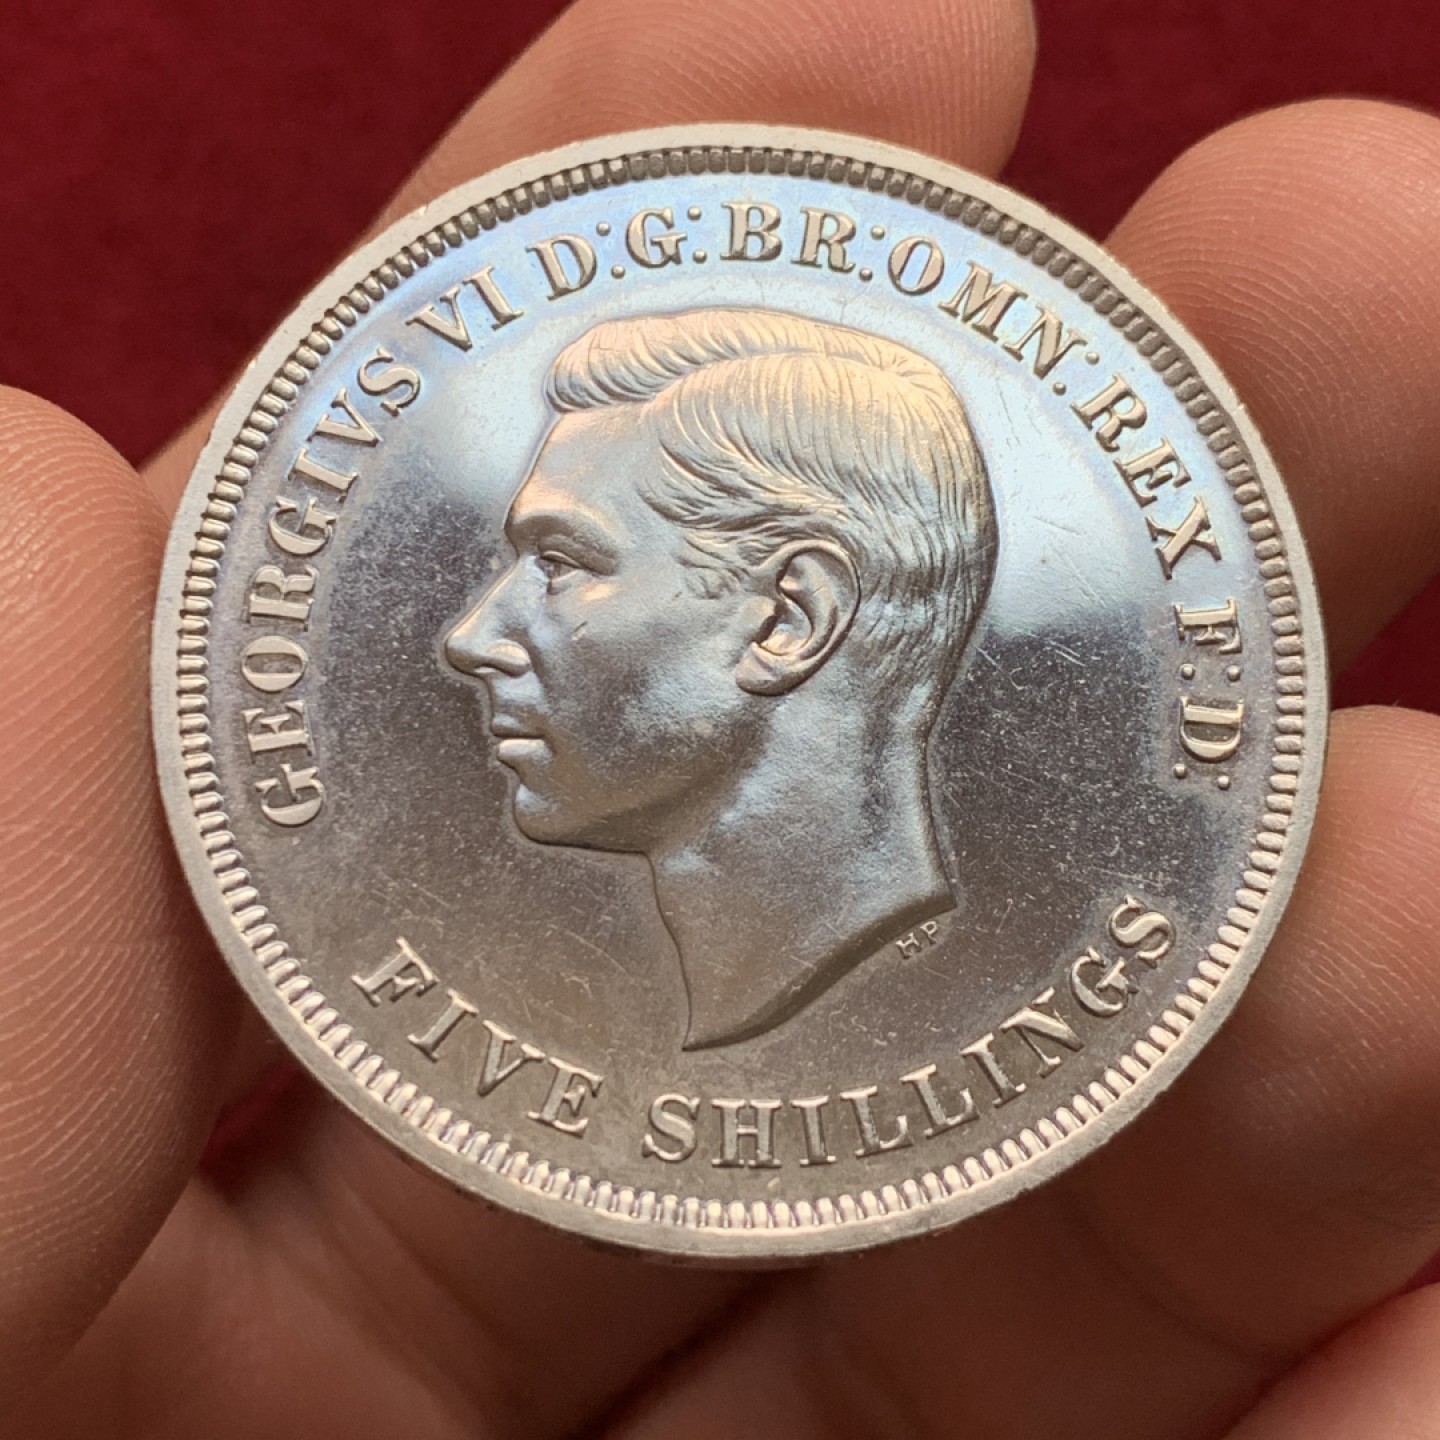 GEORGIVS VI D:G:BR:OMN:REX F:D:
HP
FIVE SHILLINGS